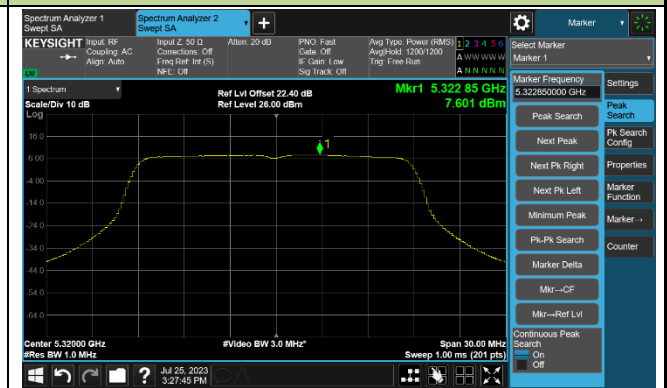 Spectrum Analyzer 1
Swept SA
Spectrum Analyzer 2
Swept SA
Marker
KEYSIGHT
Input: RF
Coupling: AC
Align: Auto
Input Z: 50 Ω
Corrections: Off
Freq Ref: Int (S)
NFE: Off
Atten: 20 dB
PNO: Fast
Gate: Off
IF Gain: Low
Sig Track: Off
Avg Type: Power (RMS)
Avg|Hold: 1200/1200
Trig: Free Run
1 2 3 4 5 6
A W W W W W
A N N N N N
LXI
Select Marker
Marker 1
1 Spectrum
Scale/Div 10 dB
Log
Ref Lvl Offset 22.40 dB
Ref Level 26.00 dBm
Mkr1 5.322 85 GHz
7.601 dBm
16.0
6.00
-4.00
-14.0
-24.0
-34.0
-44.0
-54.0
-64.0
1
Center 5.32000 GHz
#Res BW 1.0 MHz
#Video BW 3.0 MHz*
Span 30.00 MHz
Sweep 1.00 ms (201 pts)
Marker Frequency
5.322850000 GHz
Peak Search
Next Peak
Next Pk Right
Next Pk Left
Minimum Peak
Pk-Pk Search
Marker Delta
Mkr→CF
Mkr→Ref Lvl
Continuous Peak
Search
On
Off
Settings
Peak
Search
Pk Search
Config
Properties
Marker
Function
Marker→
Counter
?
Jul 25, 2023
3:27:45 PM